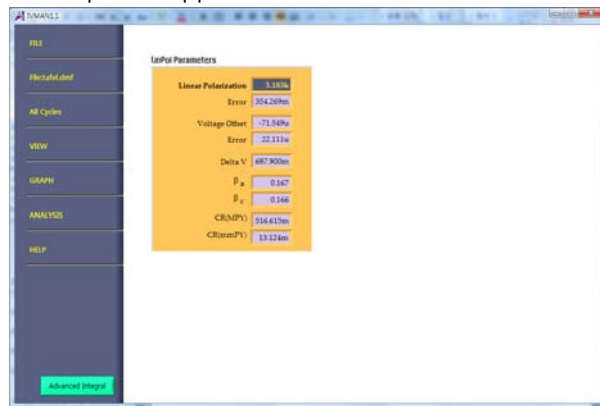 IVMAN1.1
FILE
File:talvl.dmf
All Cycles
VIEW
GRAPH
ANALYSIS
HELP
Advanced Integral
LinPol Parameters
Linear Polarization 3.183k
Error 354.269m
Voltage Offset -71.549u
Error 22.111u
Delta V 687.900m
β a 0.167
β c 0.166
CR(MPY) 516.615m
CR(mmPY) 13.124m